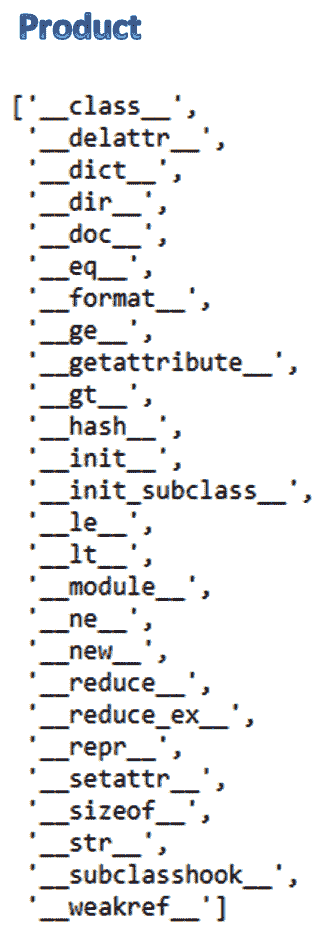 Product
['__class__',
'__delattr__',
'__dict__',
'__dir__',
'__doc__',
'__eq__',
'__format__',
'__ge__',
'__getattribute__',
'__gt__',
'__hash__',
'__init__',
'__init_subclass__',
'__le__',
'__lt__',
'__module__',
'__ne__',
'__new__',
'__reduce__',
'__reduce_ex__',
'__repr__',
'__setattr__',
'__sizeof__',
'__str__',
'__subclasshook__',
'__weakref__']